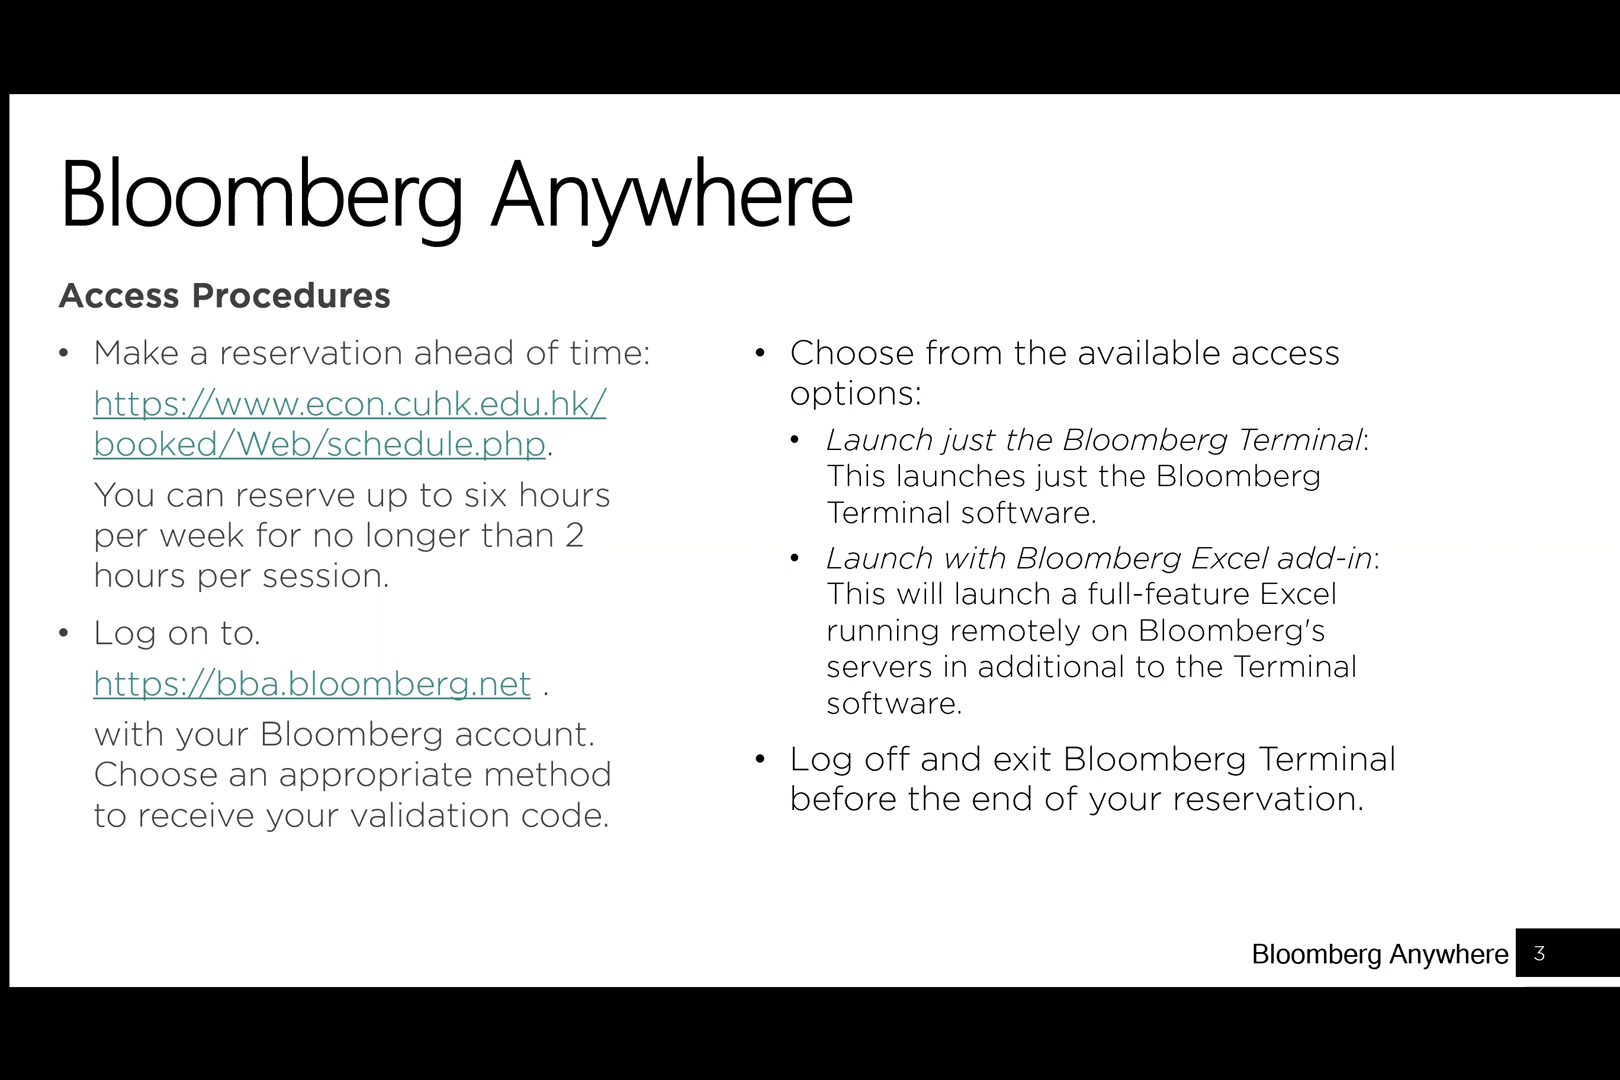 Bloomberg Anywhere
Access Procedures
• Make a reservation ahead of time:
https://www.econ.cuhk.edu.hk/
booked/Web/schedule.php.
You can reserve up to six hours
per week for no longer than 2
hours per session.
• Log on to.
https://bba.bloomberg.net .
with your Bloomberg account.
Choose an appropriate method
to receive your validation code.
• Choose from the available access
options:
• Launch just the Bloomberg Terminal:
This launches just the Bloomberg
Terminal software.
• Launch with Bloomberg Excel add-in:
This will launch a full-feature Excel
running remotely on Bloomberg's
servers in additional to the Terminal
software.
• Log off and exit Bloomberg Terminal
before the end of your reservation.
Bloomberg Anywhere 3